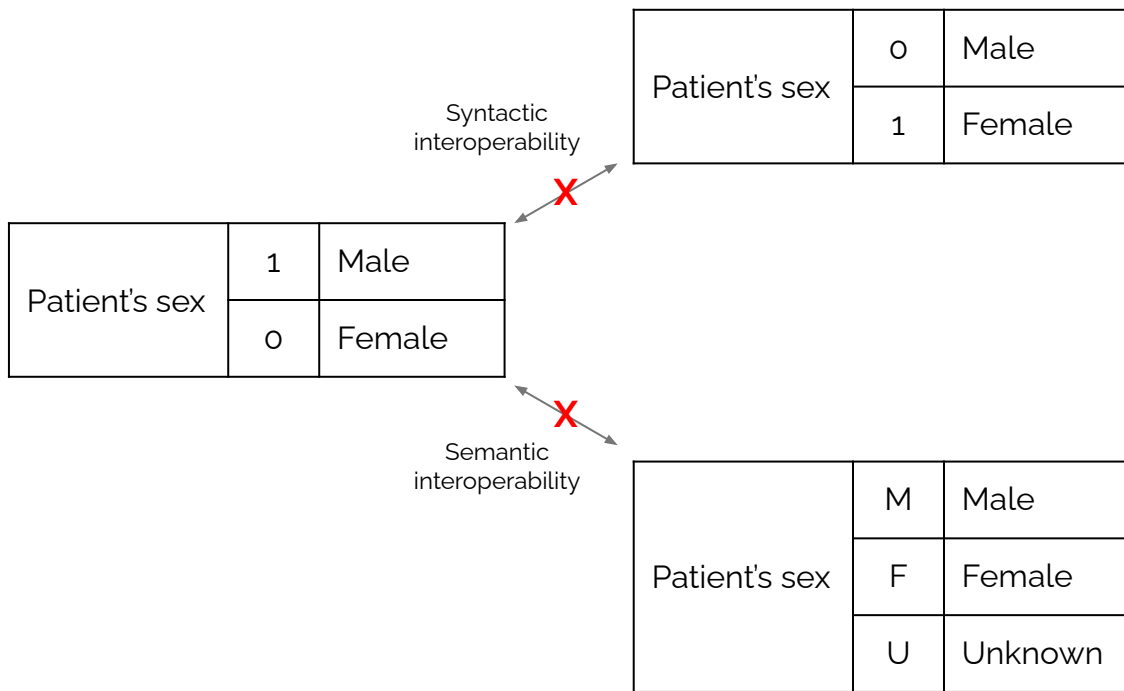 Patient's sex
0 Male
1 Female
Syntactic
interoperability
X
Patient's sex
1 Male
0 Female
X
Semantic
interoperability
Patient's sex
M Male
F Female
U Unknown